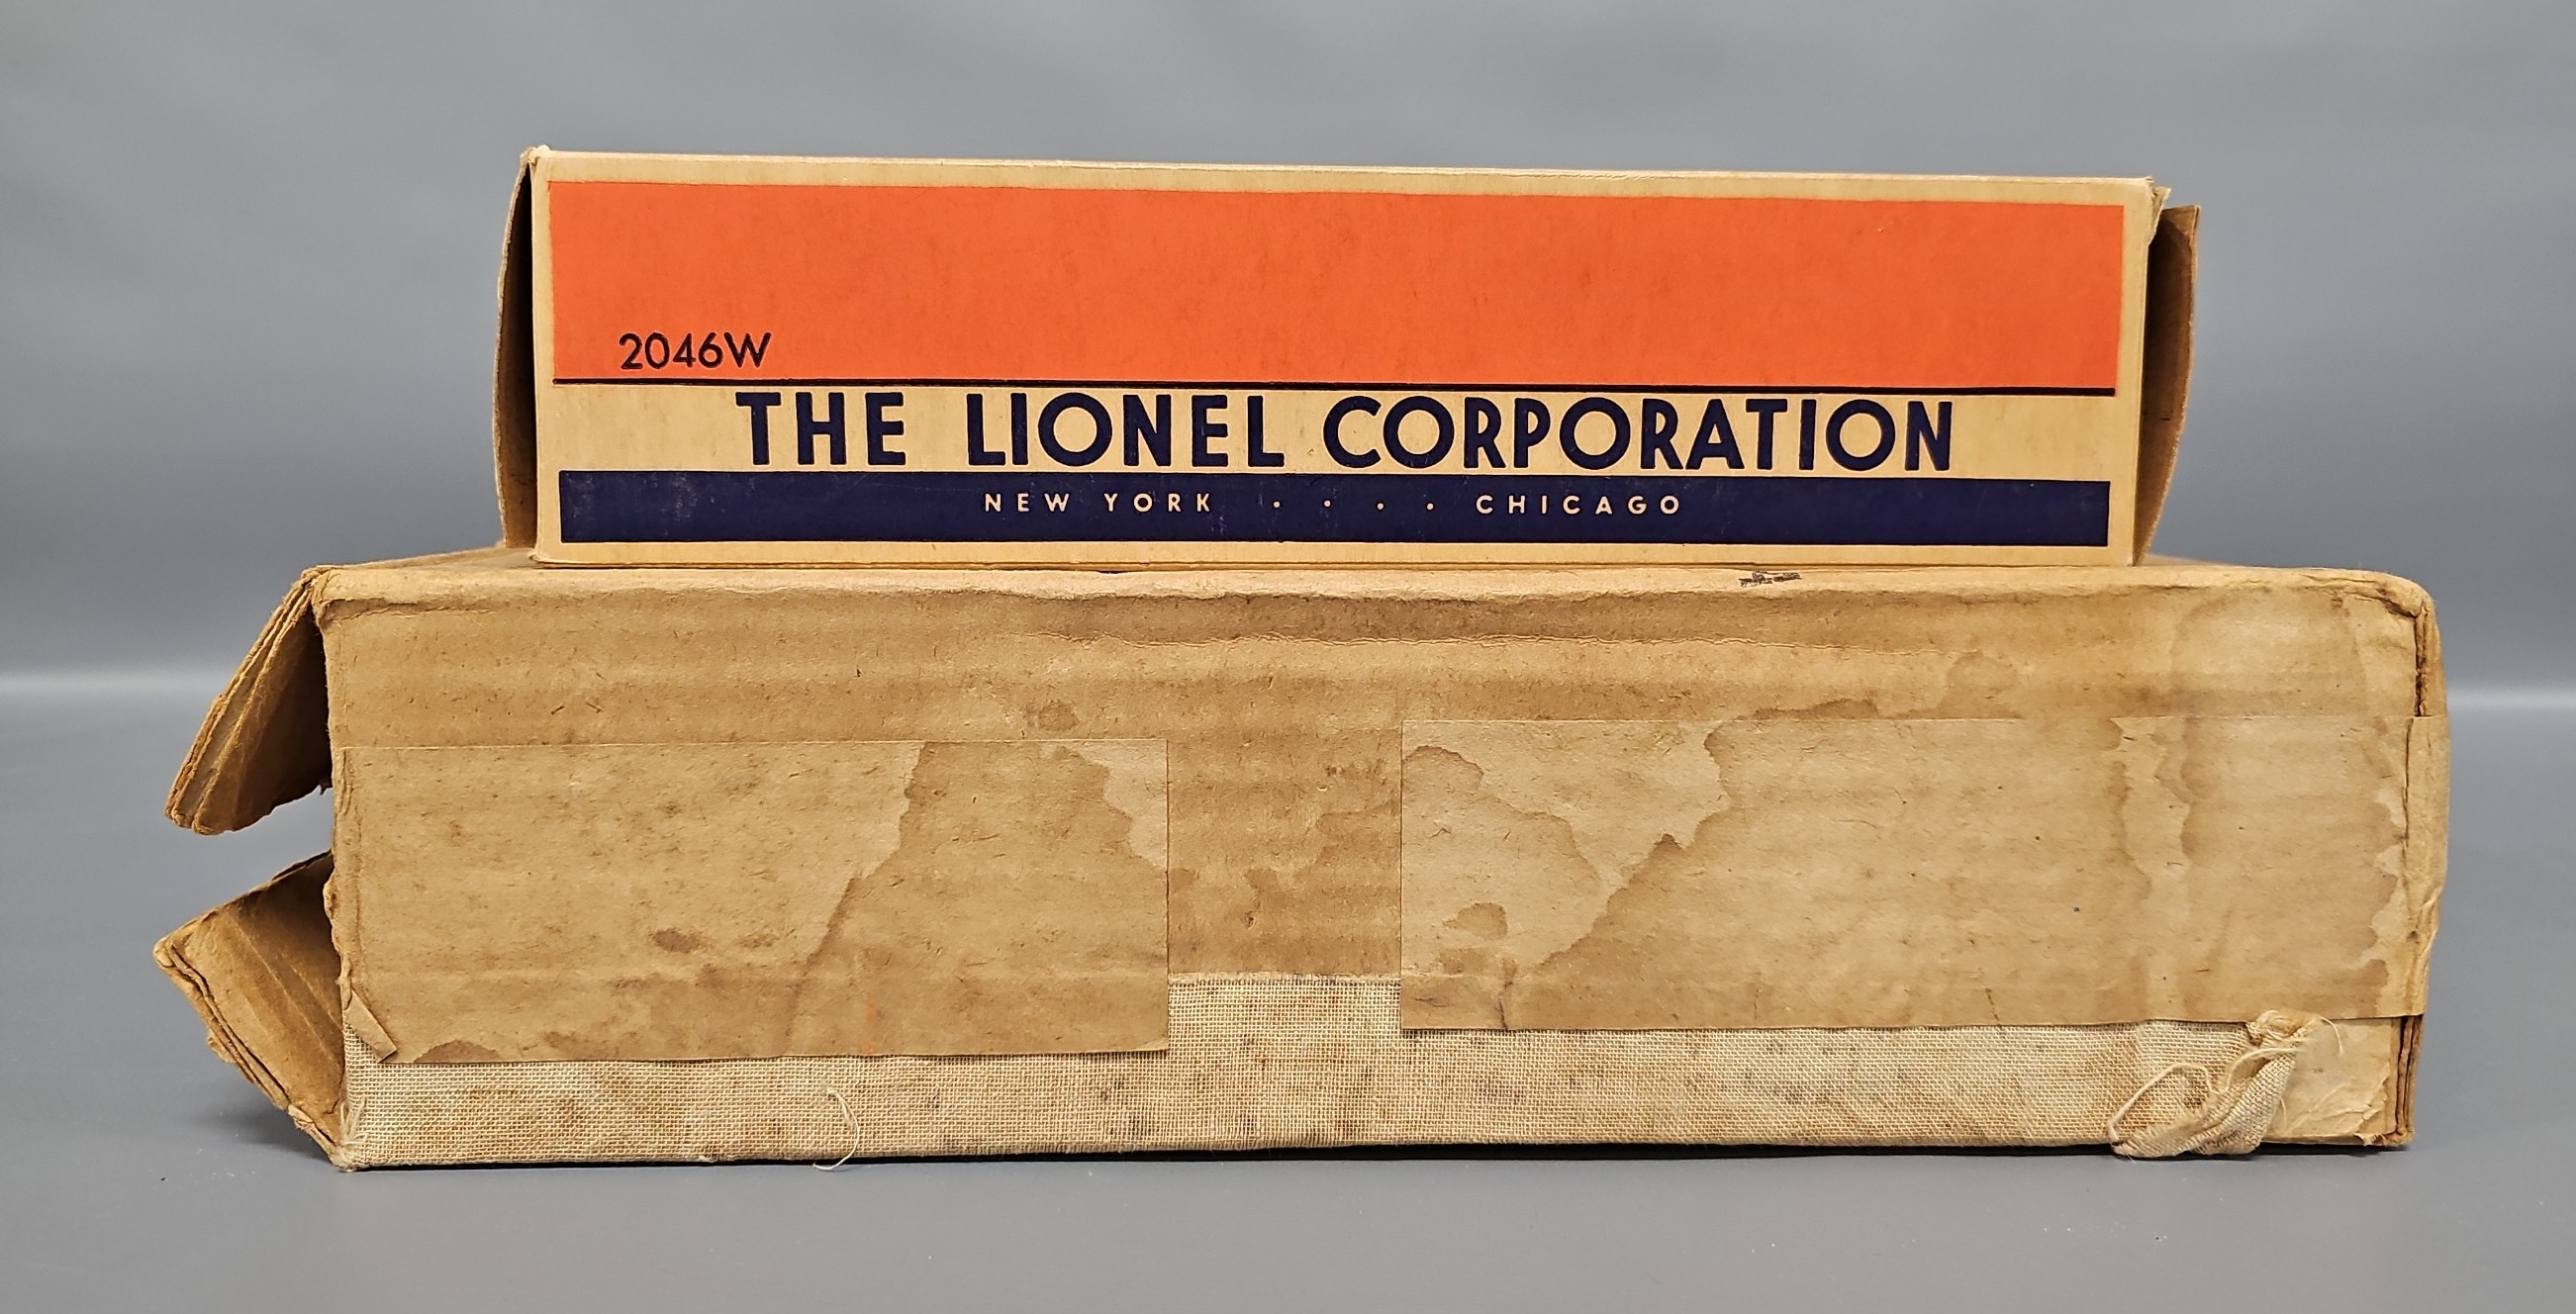 2046W
THE LIONEL CORPORATION
NEW YORK . . . . CHICAGO